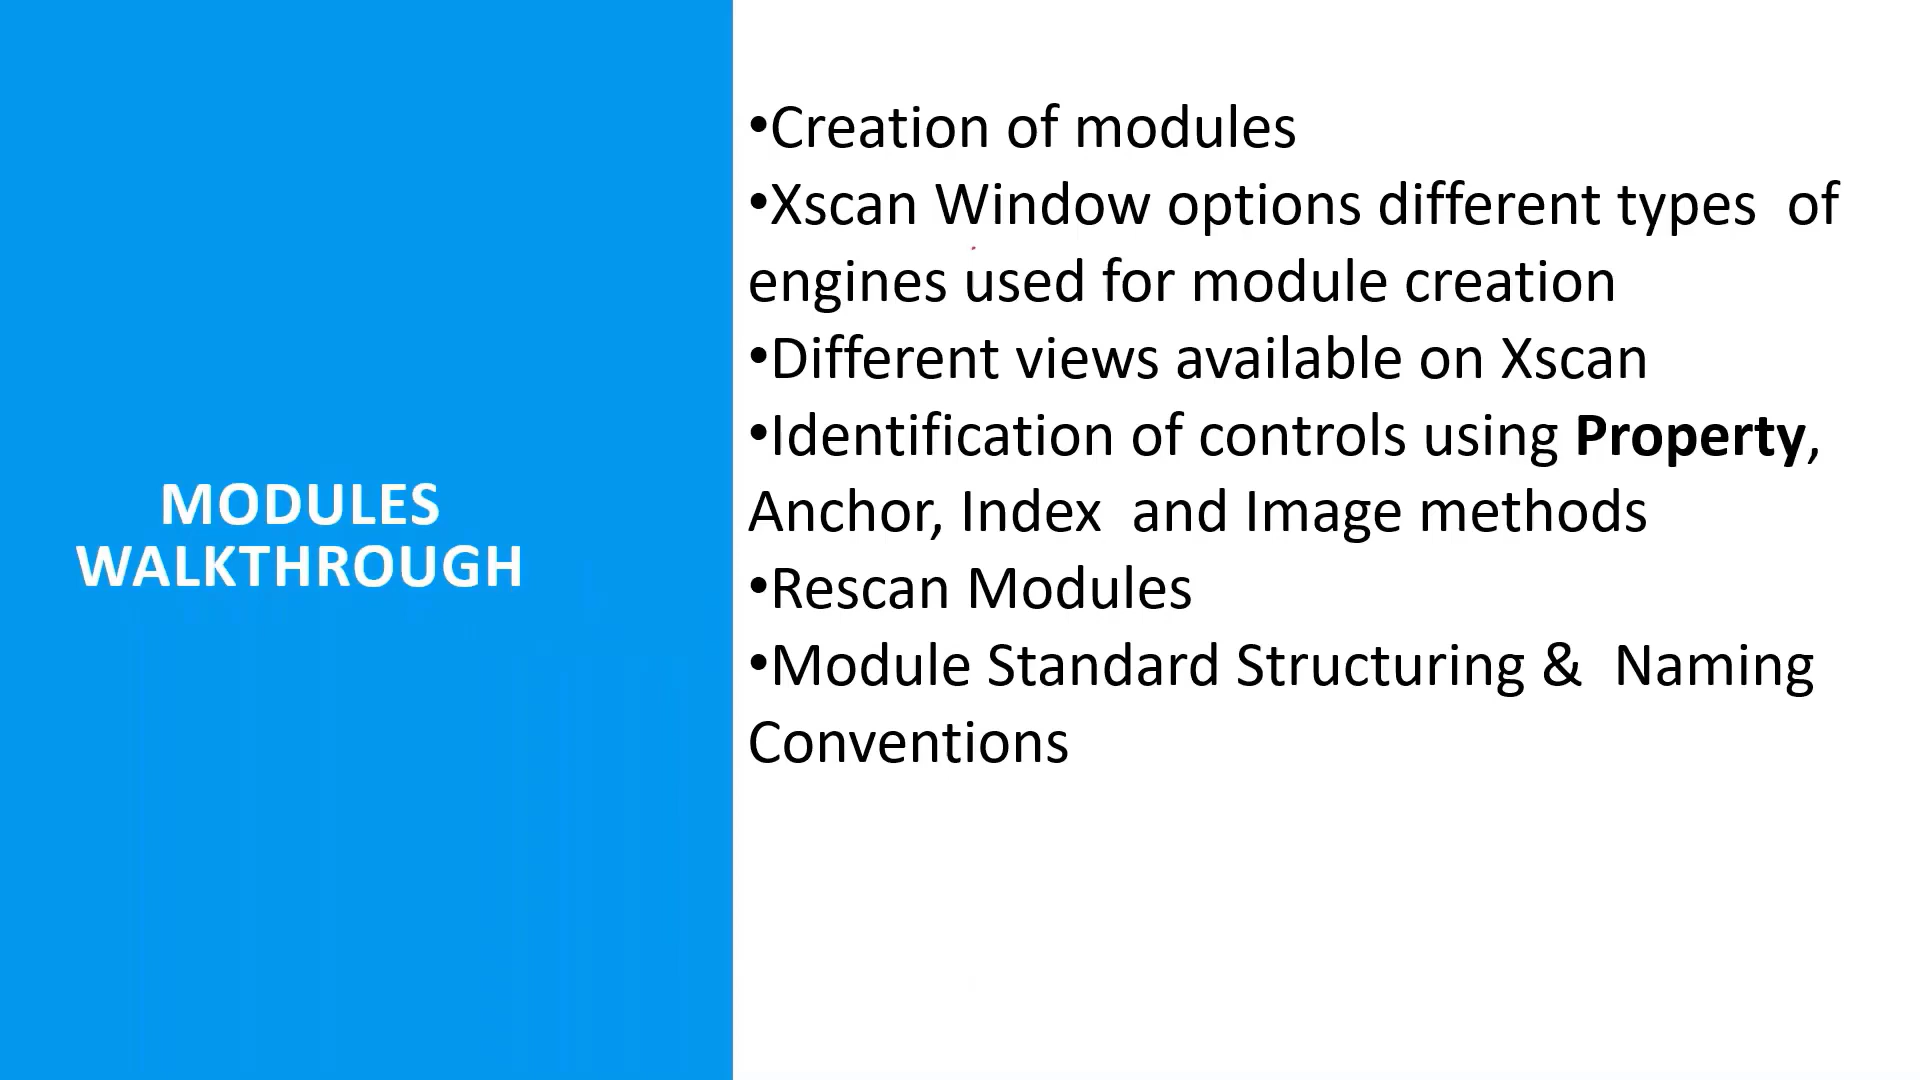 MODULES
WALKTHROUGH
•Creation of modules
•Xscan Window options different types  of
engines used for module creation
•Different views available on Xscan
•Identification of controls using Property,
Anchor, Index  and Image methods
•Rescan Modules
•Module Standard Structuring &  Naming
Conventions